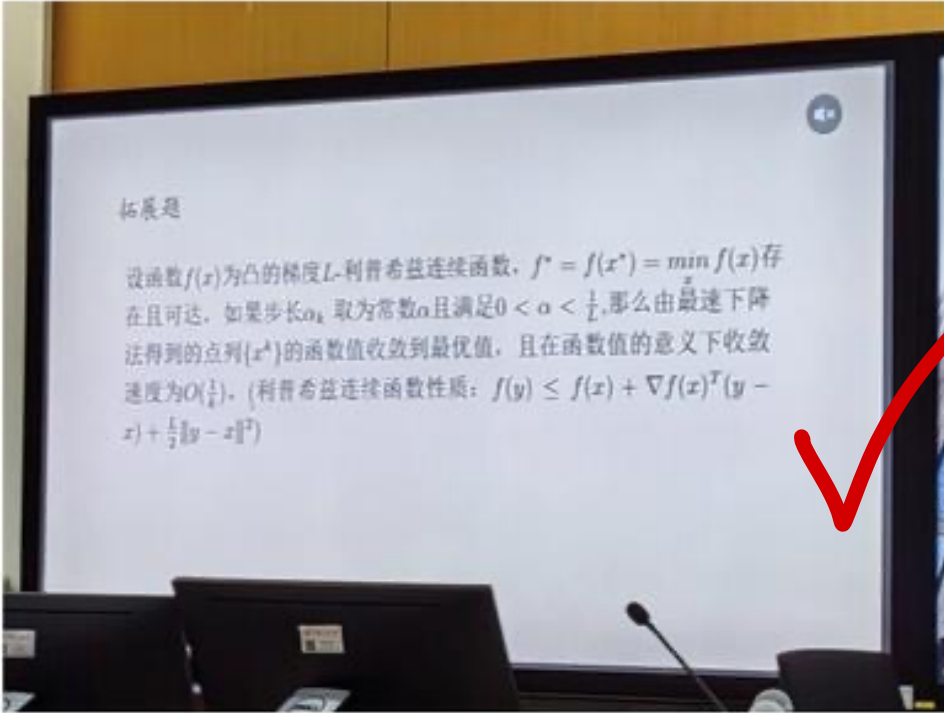 拓展题
设函数f(x)为凸的梯度L-利普希兹连续函数, f* = f(x*) = min_x f(x)存
在且可达. 如果步长α_k 取为常数α且满足0 < α < 1/L,那么由最速下降
法得到的点列{x^k}的函数值收敛到最优值, 且在函数值的意义下收敛
速度为O(1/k). (利普希兹连续函数性质: f(y) ≤ f(x) + ∇f(x)^T(y −
x) + L/2‖y − x‖²)